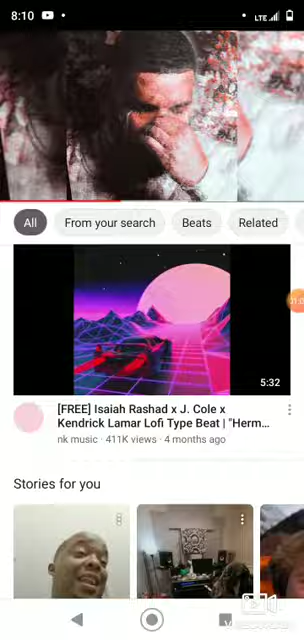 8:10
LTE
All
From your search
Beats
Related
5:32
[FREE] Isaiah Rashad x J. Cole x
Kendrick Lamar Lofi Type Beat | "Herm...
nk music · 411K views · 4 months ago
Stories for you